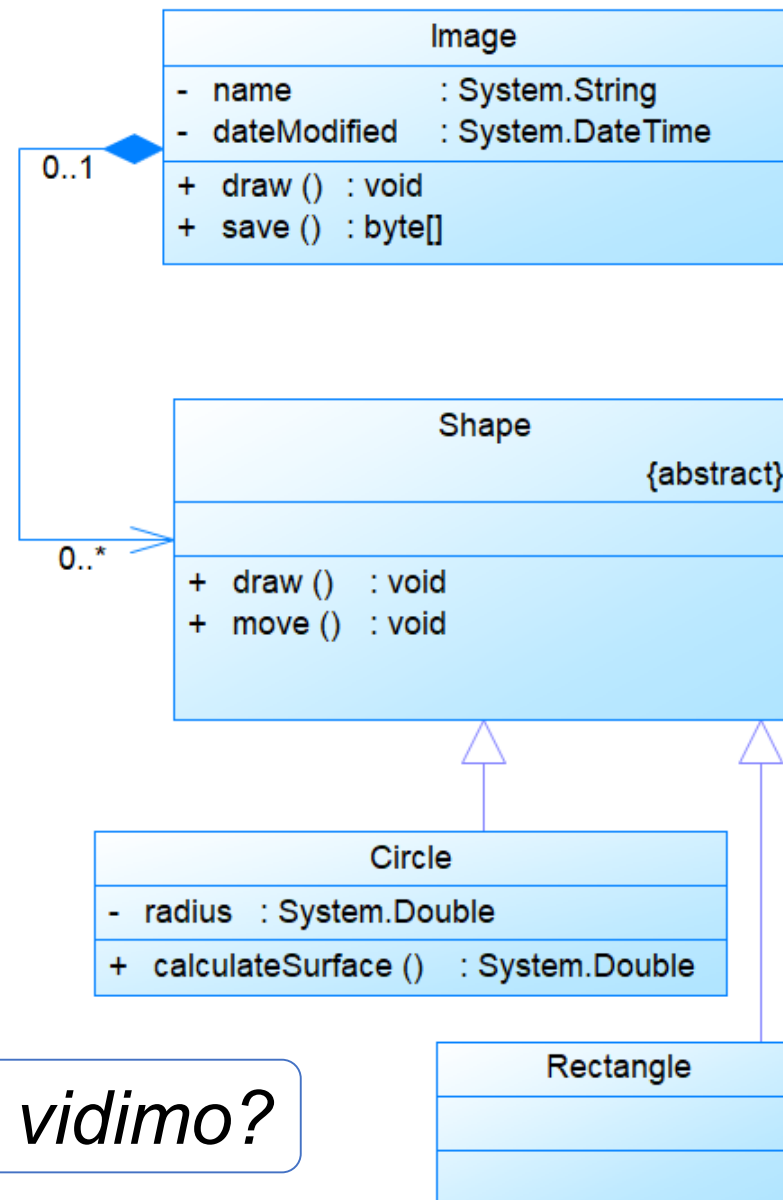 Image
- name : System.String
- dateModified : System.DateTime
0..1
+ draw () : void
+ save () : byte[]
Shape
{abstract}
0..*
+ draw () : void
+ move () : void
Circle
- radius : System.Double
+ calculateSurface () : System.Double
Rectangle
vidimo?